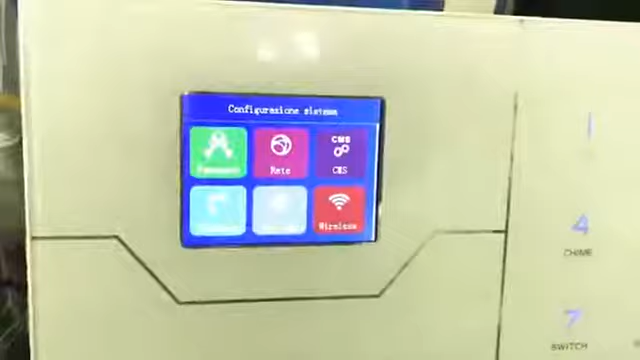 Configurazione sistema
CMS
Rete
CMS
Wireless
1
4
CHIME
7
SWITCH